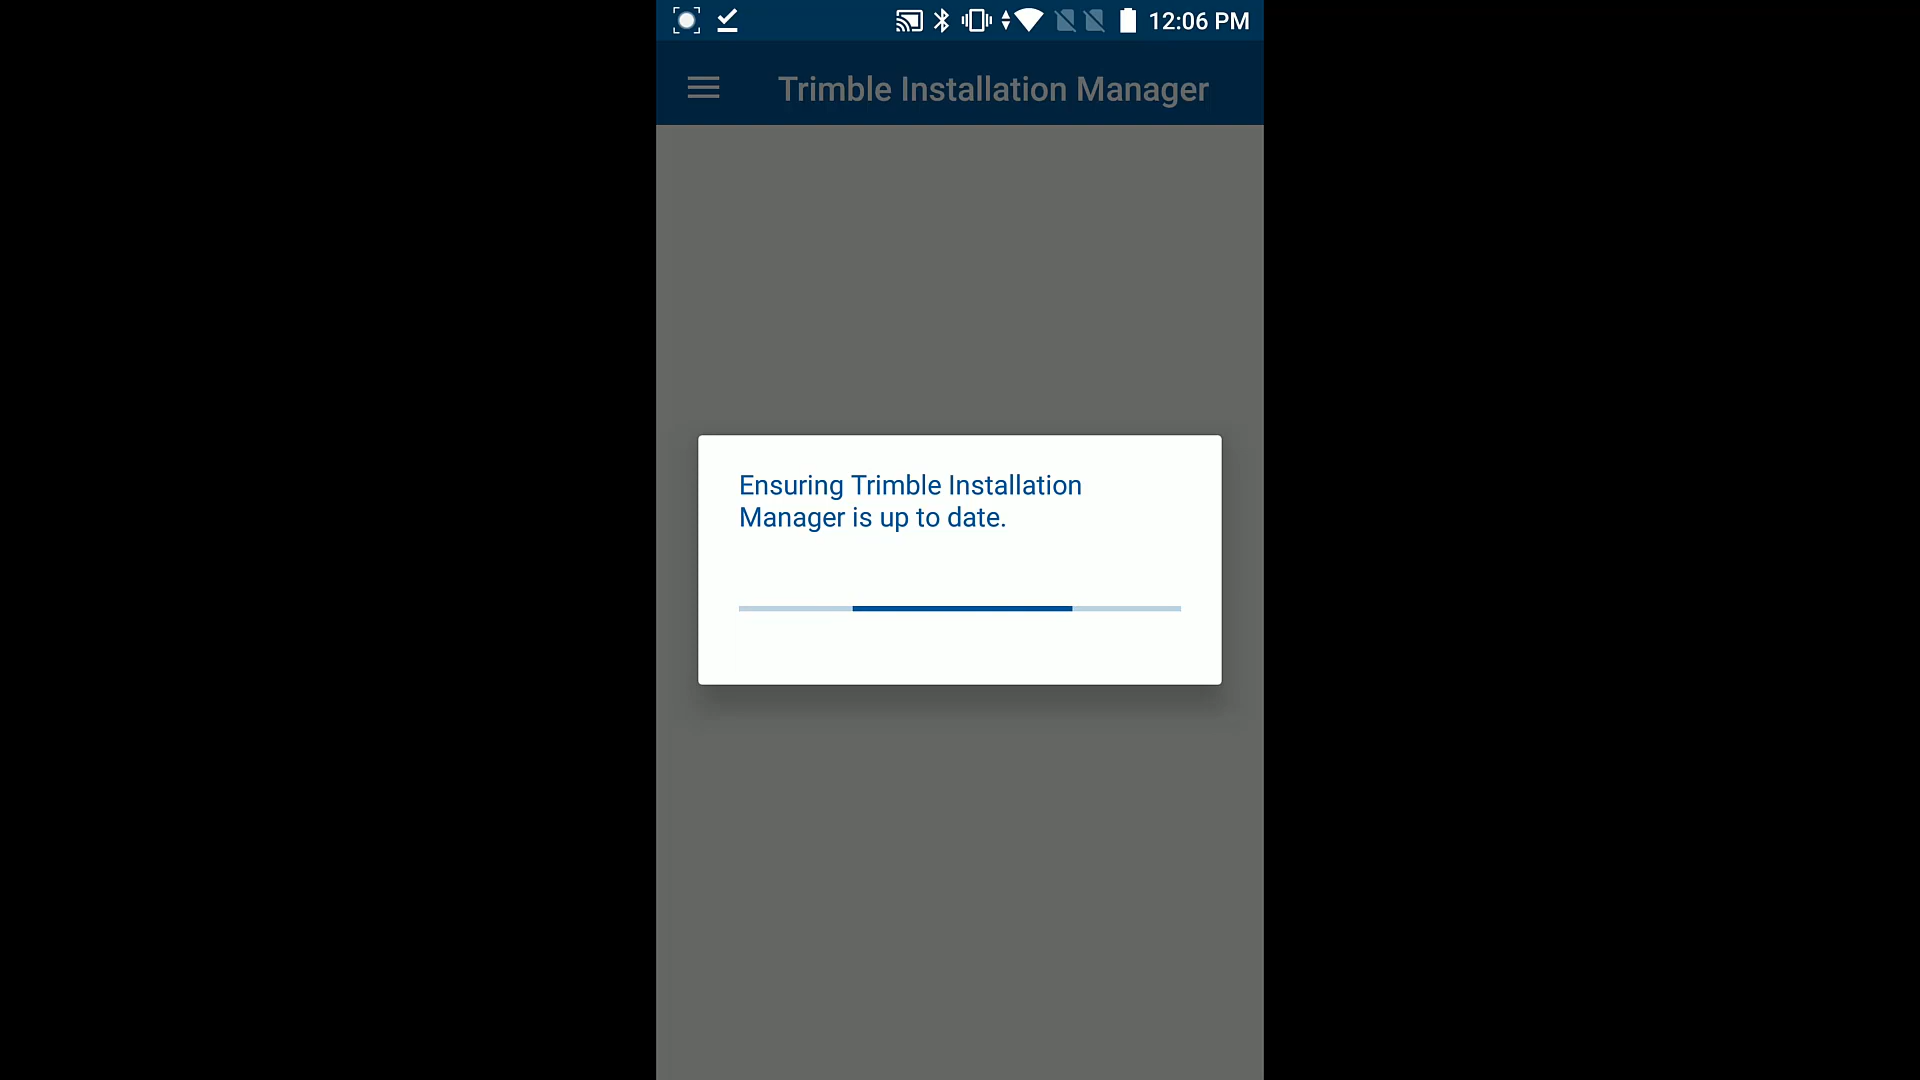 12:06 PM
Trimble Installation Manager
Ensuring Trimble Installation
Manager is up to date.